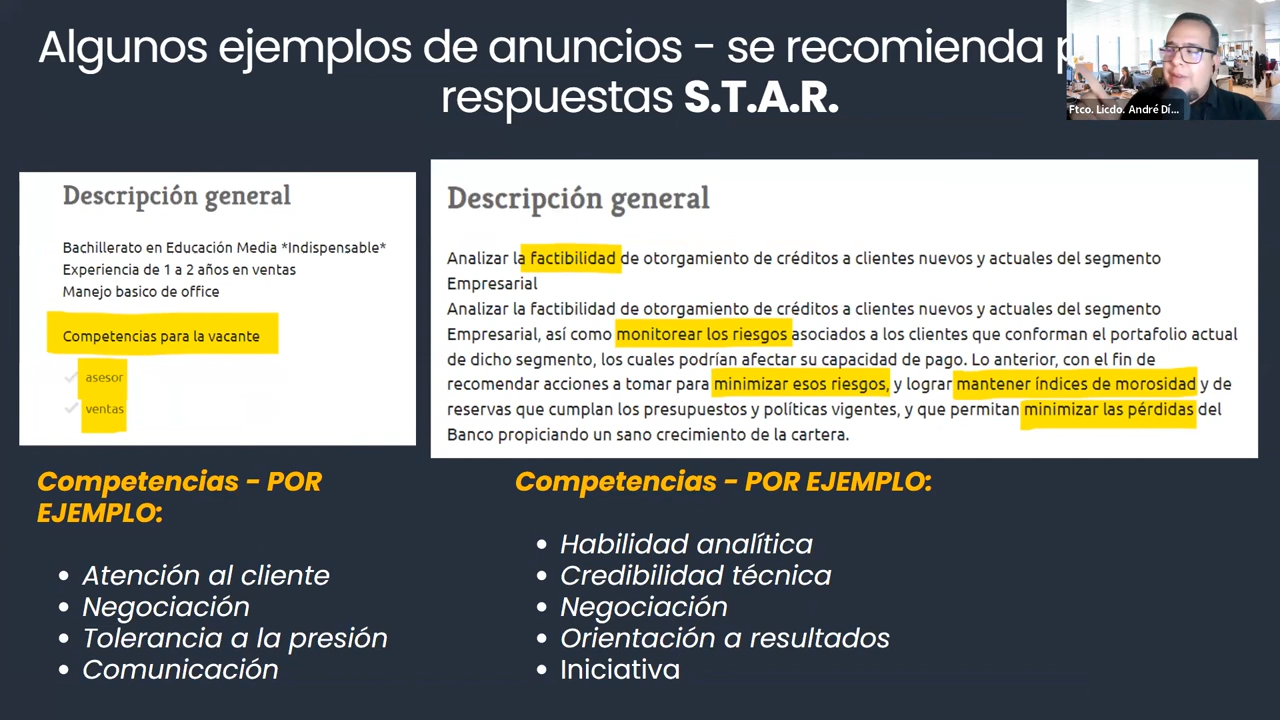 Algunos ejemplos de anuncios - se recomienda
respuestas S.T.A.R.
Ftco. Licdo. André Dí...
Descripción general
Bachillerato en Educación Media *Indispensable*
Experiencia de 1 a 2 años en ventas
Manejo basico de office
Competencias para la vacante
asesor
ventas
Descripción general
Analizar la factibilidad de otorgamiento de créditos a clientes nuevos y actuales del segmento
Empresarial
Analizar la factibilidad de otorgamiento de créditos a clientes nuevos y actuales del segmento
Empresarial, así como monitorear los riesgos asociados a los clientes que conforman el portafolio actual
de dicho segmento, los cuales podrían afectar su capacidad de pago. Lo anterior, con el fin de
recomendar acciones a tomar para minimizar esos riesgos, y lograr mantener índices de morosidad y de
reservas que cumplan los presupuestos y políticas vigentes, y que permitan minimizar las pérdidas del
Banco propiciando un sano crecimiento de la cartera.
Competencias - POR
EJEMPLO:
• Atención al cliente
• Negociación
• Tolerancia a la presión
• Comunicación
Competencias - POR EJEMPLO:
• Habilidad analítica
• Credibilidad técnica
• Negociación
• Orientación a resultados
• Iniciativa